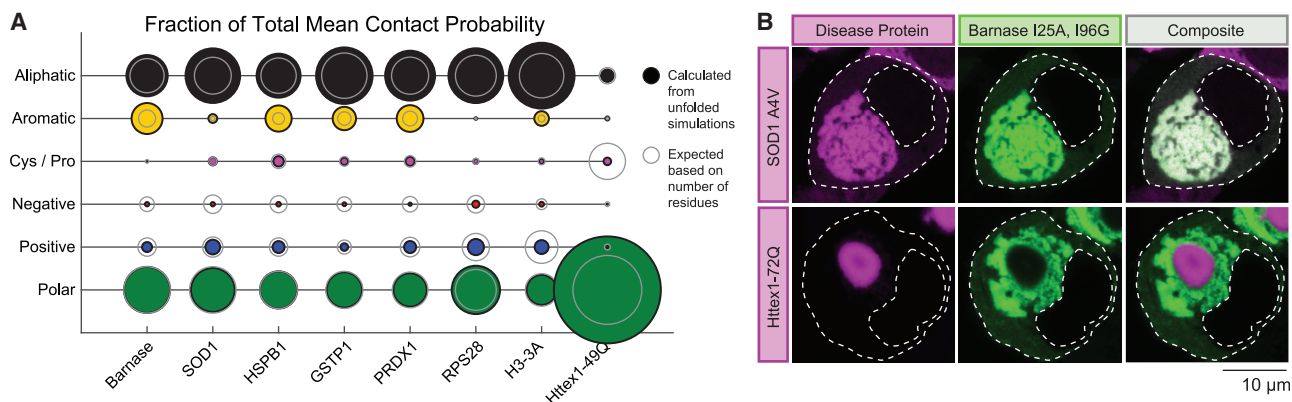 A
Fraction of Total Mean Contact Probability
Aliphatic
Aromatic
Cys / Pro
Negative
Positive
Polar
Barnase
SOD1
HSPB1
GSTP1
PRDX1
RPS28
H3-3A
Httex1-49Q
Calculated
from
unfolded
simulations
Expected
based on
number of
residues
B
Disease Protein
Barnase I25A, I96G
Composite
SOD1 A4V
Httex1-72Q
10 μm